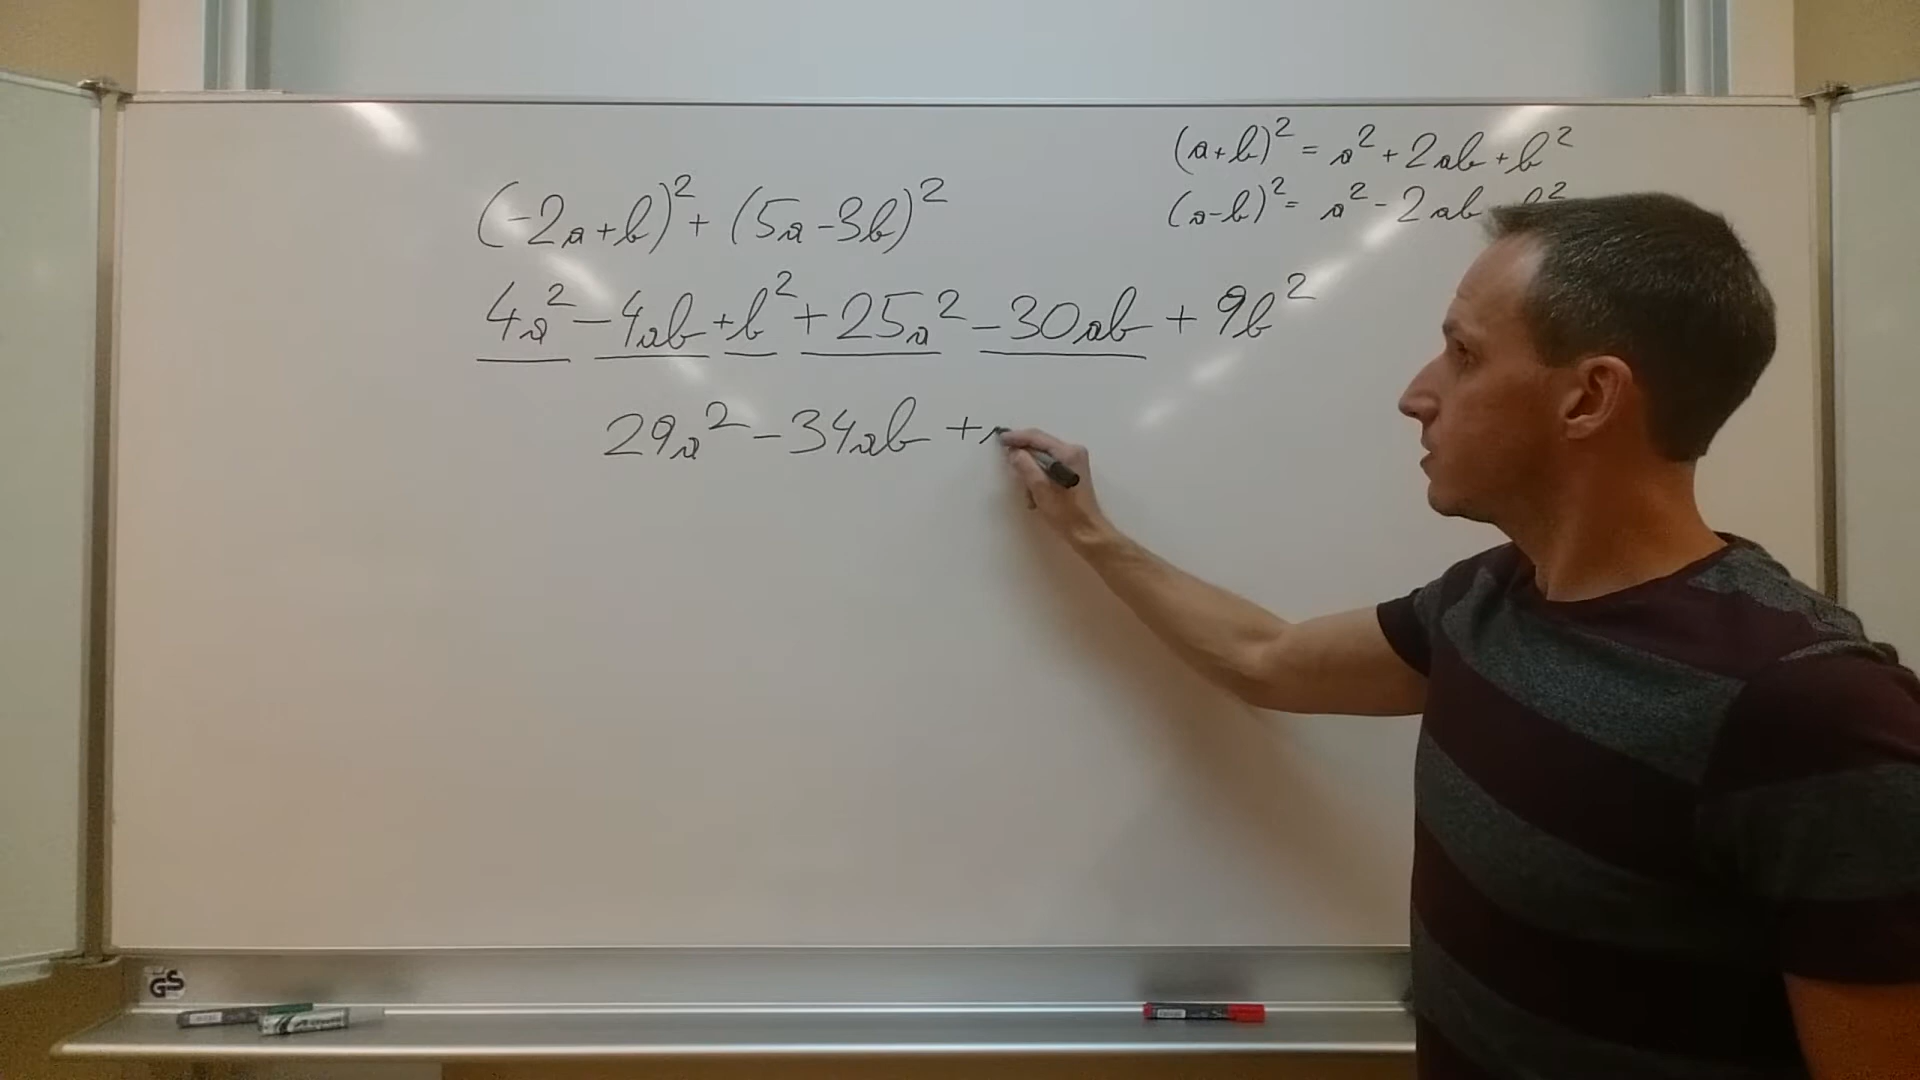 (a+b)² = a² + 2ab + b²
(a-b)² = a² - 2ab + b²
(-2a+b)² + (5a-3b)²
4a² - 4ab + b² + 25a² - 30ab + 9b²
29a² - 34ab +
GS